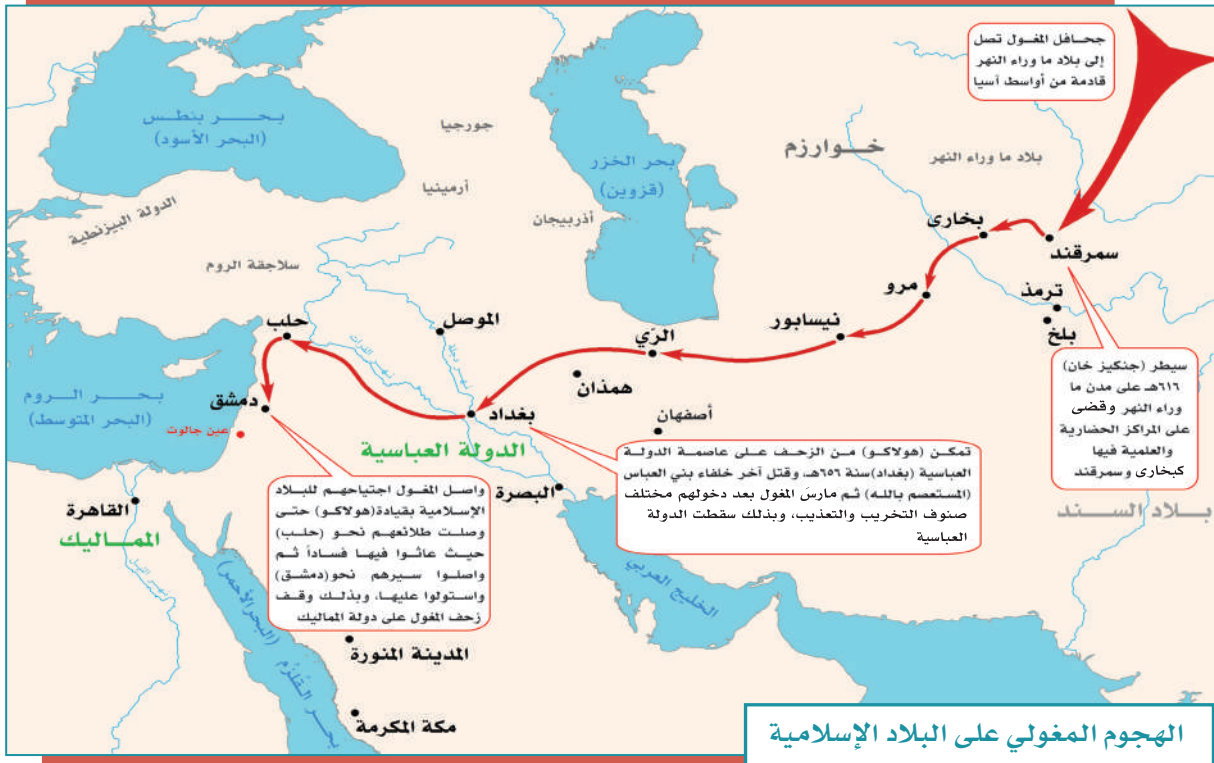 جحافل المغول تصل
إلى بلاد ما وراء النهر
قادمة من أواسط آسيا
بحر بنطس
(البحر الأسود)
جورجيا
أرمينيا
أذربيجان
بحر الخزر
(قزوين)
خوارزم
بلاد ما وراء النهر
الدولة البيزنطية
سلاجقة الروم
بخارى
سمرقند
مرو
ترمذ
بلخ
نيسابور
الرّي
همذان
أصفهان
الموصل
حلب
نهر الفرات
نهر دجلة
بغداد
دمشق
عين جالوت
بحر الروم
(البحر المتوسط)
الدولة العباسية
البصرة
القاهرة
المماليك
نهر النيل
سيطر (جنكيز خان)
٦١٦هـ على مدن ما
وراء النهر وقضى
على المراكز الحضارية
والعلمية فيها
كبخارى وسمرقند
بلاد السند
تمكن (هولاكو) من الزحف على عاصمة الدولة
العباسية (بغداد) سنة ٦٥٦هـ، وقتل آخر خلفاء بني العباس
(المستعصم بالله) ثم مارسَ المغول بعد دخولهم مختلف
صنوف التخريب والتعذيب، وبذلك سقطت الدولة
العباسية
واصل المغول اجتياحهم للبلاد
الإسلامية بقيادة(هولاكو) حتى
وصلت طلائعهم نحو (حلب)
حيث عاثوا فيها فساداً ثم
واصلوا سيرهم نحو(دمشق)
واستولوا عليها، وبذلك وقف
زحف المغول على دولة المماليك
الخليج العربي
بحر القُلْزُم
(البحر الأحمر)
المدينة المنورة
مكة المكرمة
الهجوم المغولي على البلاد الإسلامية